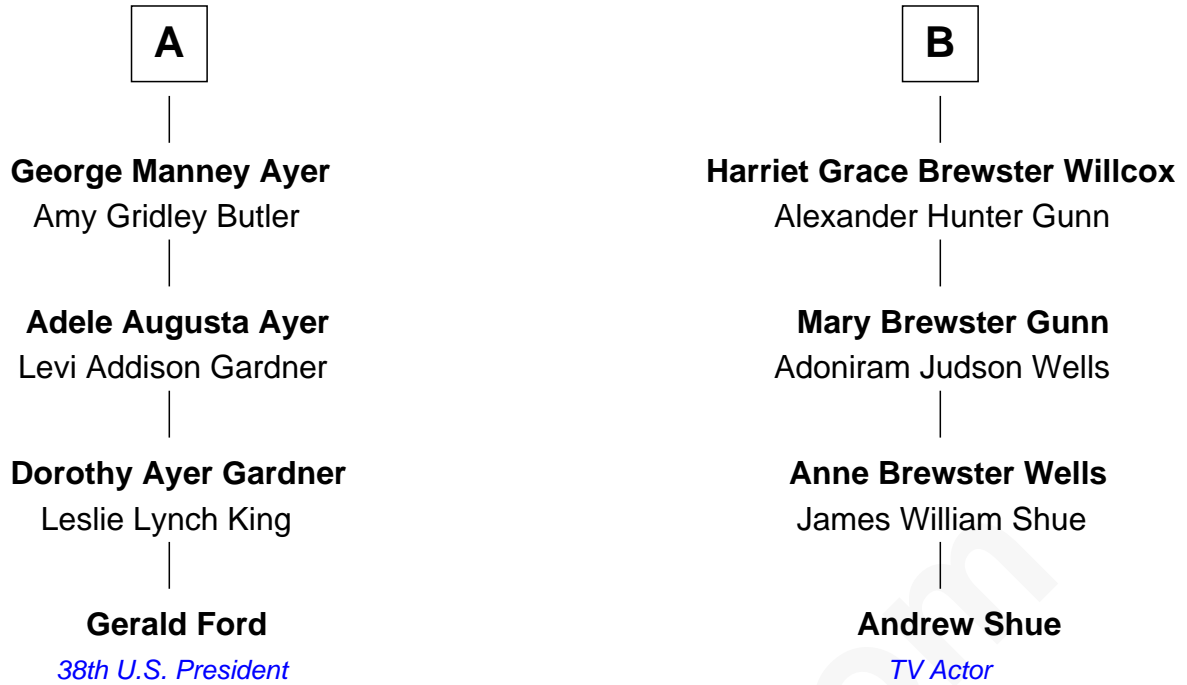 A
George Manney Ayer
Amy Gridley Butler
Adele Augusta Ayer
Levi Addison Gardner
Dorothy Ayer Gardner
Leslie Lynch King
Gerald Ford
38th U.S. President
B
Harriet Grace Brewster Willcox
Alexander Hunter Gunn
Mary Brewster Gunn
Adoniram Judson Wells
Anne Brewster Wells
James William Shue
Andrew Shue
TV Actor